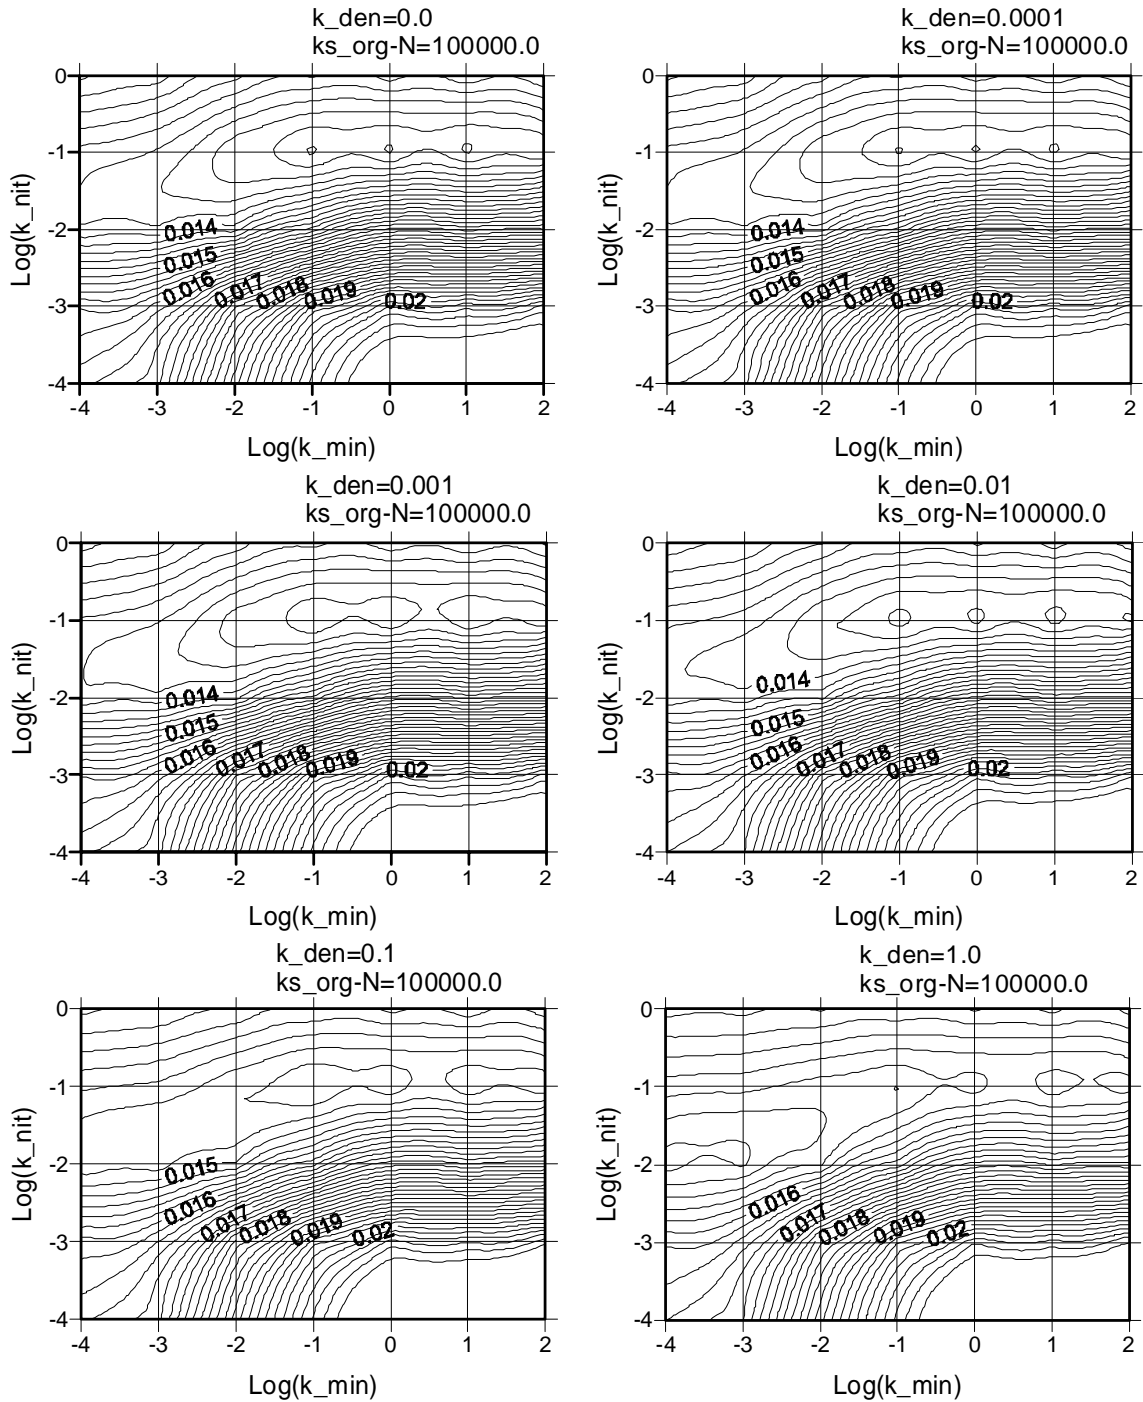 k_den=0.0
ks_org-N=100000.0
Log(k_nit)
0
-1
-2
-3
-4
0.014
0.015
0.016
0.017
0.018
0.019
0.02
-4 -3 -2 -1 0 1 2
Log(k_min)
k_den=0.0001
ks_org-N=100000.0
Log(k_nit)
0
-1
-2
-3
-4
0.014
0.015
0.016
0.017
0.018
0.019
0.02
-4 -3 -2 -1 0 1 2
Log(k_min)
k_den=0.001
ks_org-N=100000.0
Log(k_nit)
0
-1
-2
-3
-4
0.014
0.015
0.016
0.017
0.018
0.019
0.02
-4 -3 -2 -1 0 1 2
Log(k_min)
k_den=0.01
ks_org-N=100000.0
Log(k_nit)
0
-1
-2
-3
-4
0.014
0.015
0.016
0.017
0.018
0.019
0.02
-4 -3 -2 -1 0 1 2
Log(k_min)
k_den=0.1
ks_org-N=100000.0
Log(k_nit)
0
-1
-2
-3
-4
0.015
0.016
0.017
0.018
0.019
0.02
-4 -3 -2 -1 0 1 2
Log(k_min)
k_den=1.0
ks_org-N=100000.0
Log(k_nit)
0
-1
-2
-3
-4
0.016
0.017
0.018
0.019
0.02
-4 -3 -2 -1 0 1 2
Log(k_min)